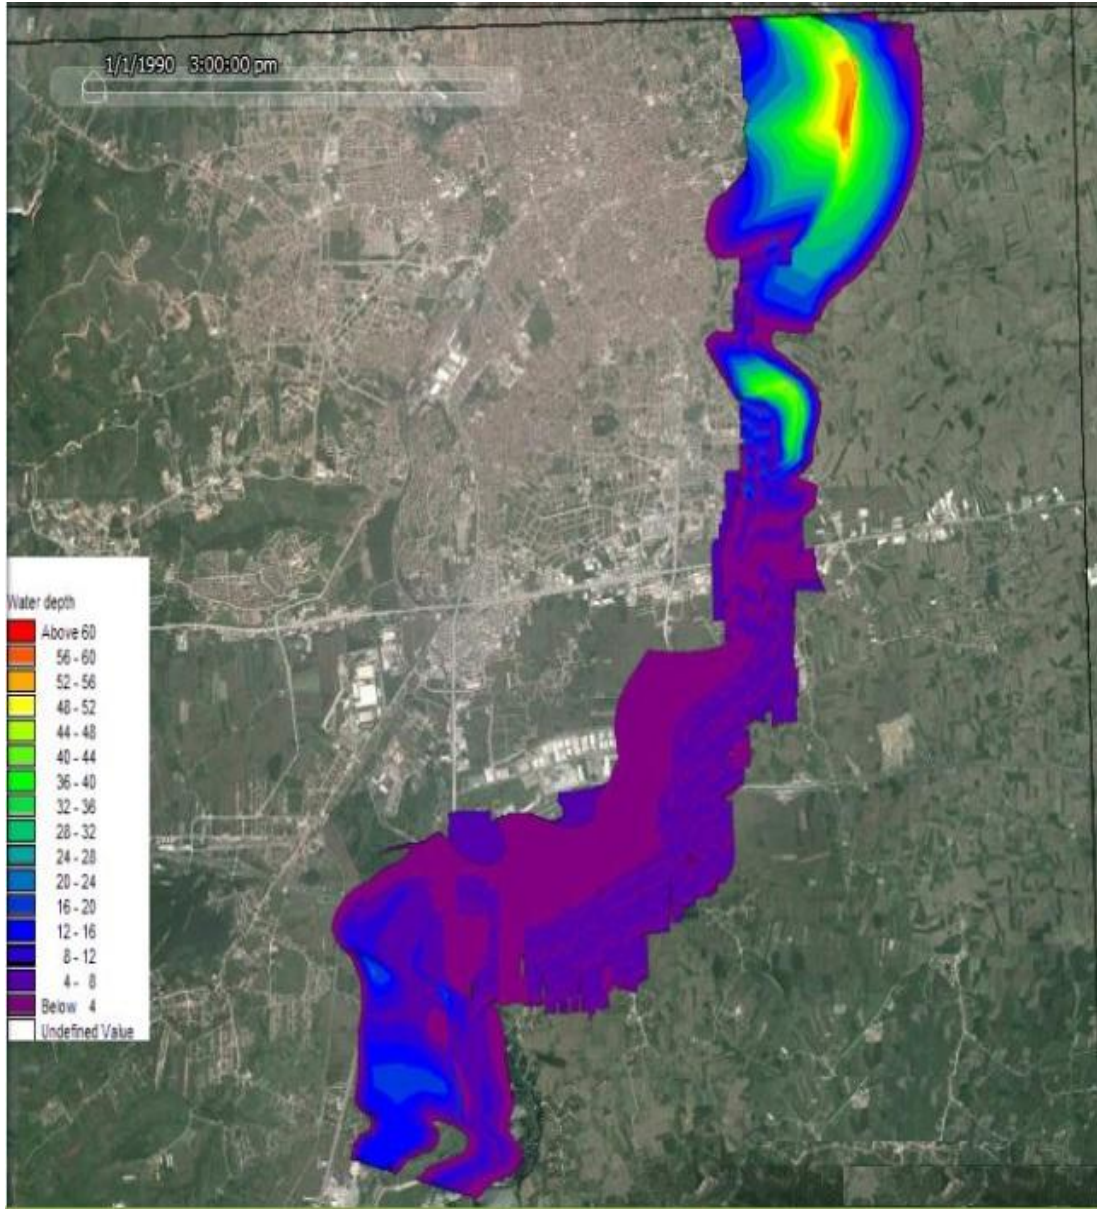 1/1/1990 3:00:00 pm
Water depth
Above 60
56 - 60
52 - 56
48 - 52
44 - 48
40 - 44
36 - 40
32 - 36
28 - 32
24 - 28
20 - 24
16 - 20
12 - 16
8 - 12
4 - 8
Below 4
Undefined Value